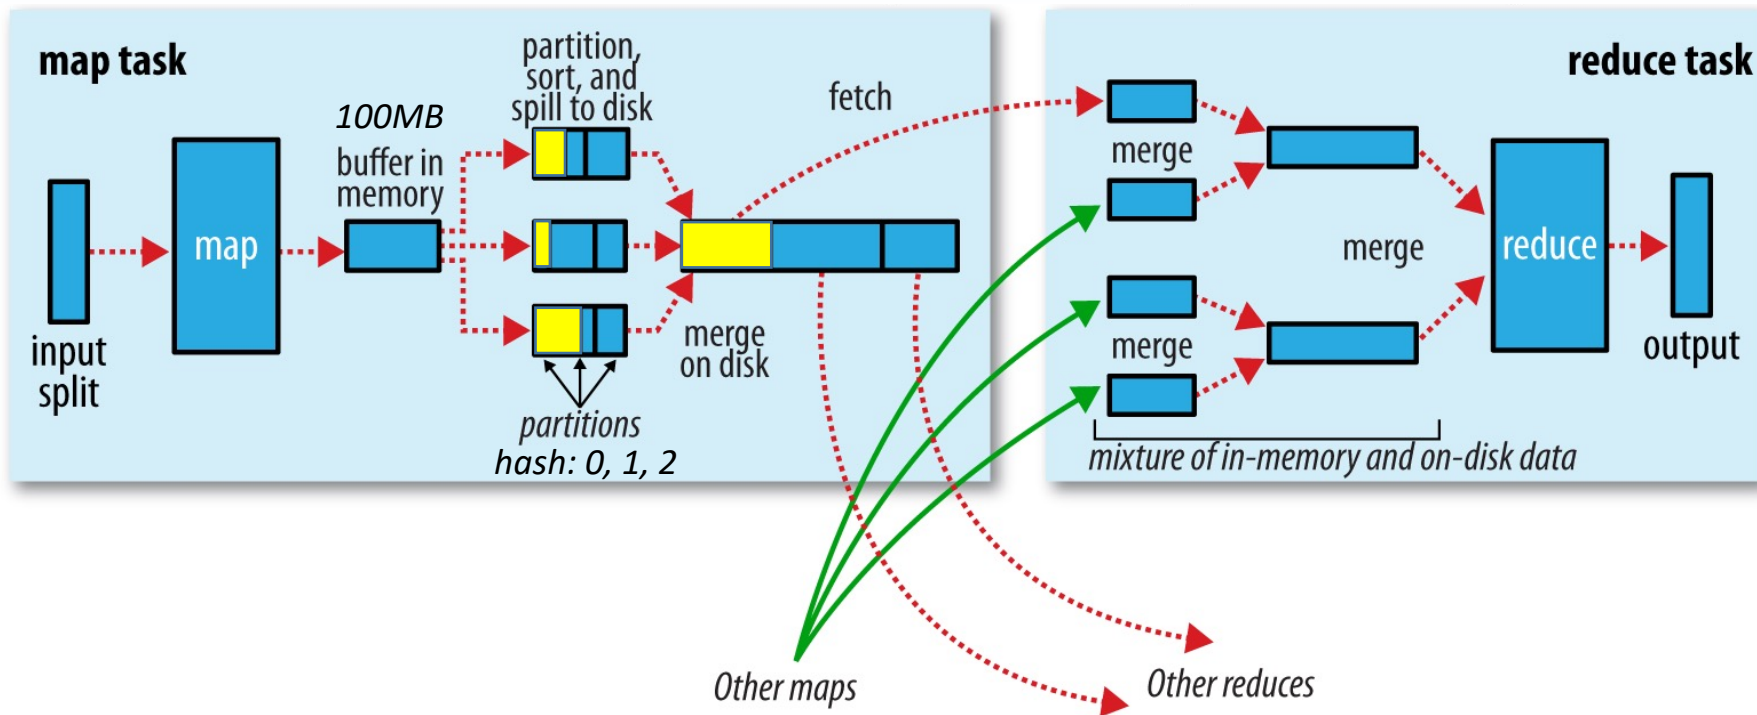 map task
input
split
map
100MB
buffer in
memory
partition,
sort, and
spill to disk
partitions
hash: 0, 1, 2
merge
on disk
fetch
Other maps
Other reduces
reduce task
merge
merge
merge
mixture of in-memory and on-disk data
reduce
output